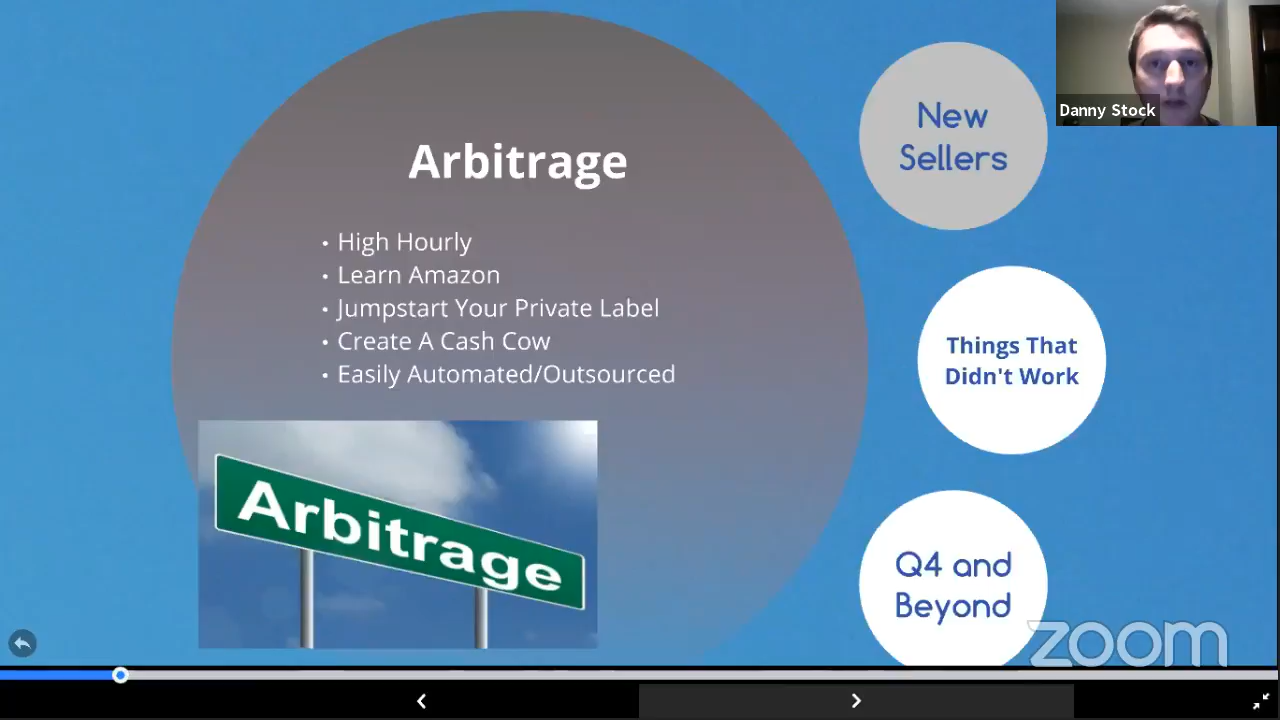 Arbitrage
• High Hourly
• Learn Amazon
• Jumpstart Your Private Label
• Create A Cash Cow
• Easily Automated/Outsourced
Arbitrage
New
Sellers
Things That
Didn't Work
Q4 and
Beyond
Danny Stock
zoom